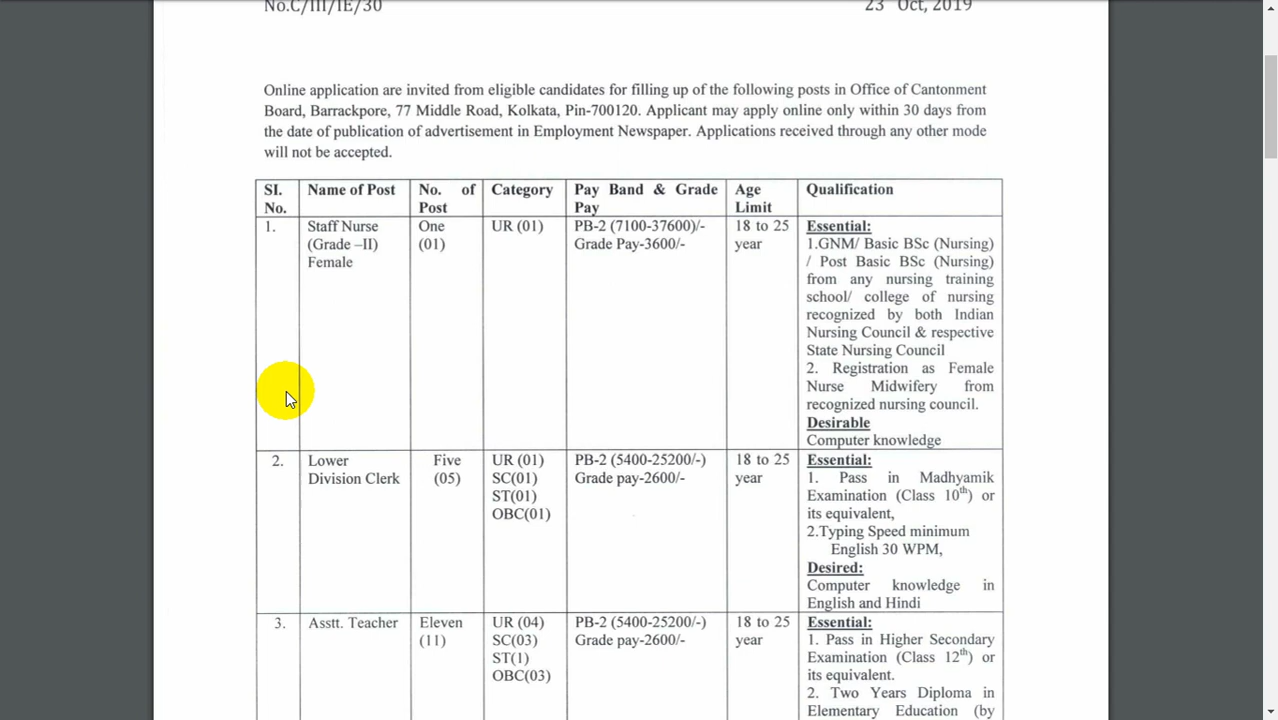 No.C/III/IE/30
23 Oct, 2019
Online application are invited from eligible candidates for filling up of the following posts in Office of Cantonment
Board, Barrackpore, 77 Middle Road, Kolkata, Pin-700120. Applicant may apply online only within 30 days from
the date of publication of advertisement in Employment Newspaper. Applications received through any other mode
will not be accepted.
SI. No.
Name of Post
No. of Post
Category
Pay Band & Grade Pay
Age Limit
Qualification
1.
Staff Nurse
(Grade –II)
Female
One
(01)
UR (01)
PB-2 (7100-37600)/-
Grade Pay-3600/-
18 to 25
year
Essential:
1.GNM/ Basic BSc (Nursing)
/ Post Basic BSc (Nursing)
from any nursing training
school/ college of nursing
recognized by both Indian
Nursing Council & respective
State Nursing Council
2. Registration as Female
Nurse Midwifery from
recognized nursing council.
Desirable
Computer knowledge
2.
Lower
Division Clerk
Five
(05)
UR (01)
SC(01)
ST(01)
OBC(01)
PB-2 (5400-25200/-)
Grade pay-2600/-
18 to 25
year
Essential:
1. Pass in Madhyamik
Examination (Class 10th) or
its equivalent,
2.Typing Speed minimum
English 30 WPM,
Desired:
Computer knowledge in
English and Hindi
3.
Asstt. Teacher
Eleven
(11)
UR (04)
SC(03)
ST(1)
OBC(03)
PB-2 (5400-25200/-)
Grade pay-2600/-
18 to 25
year
Essential:
1. Pass in Higher Secondary
Examination (Class 12th) or
its equivalent.
2. Two Years Diploma in
Elementary Education (by